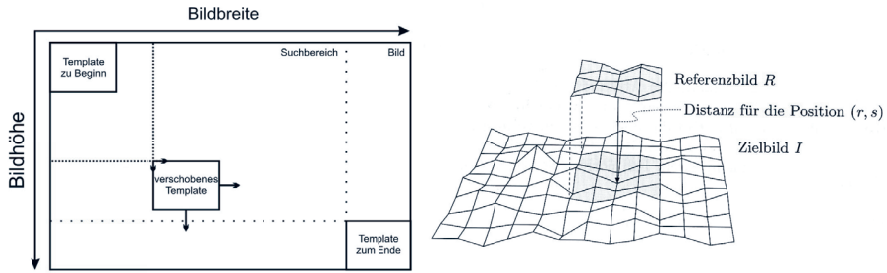 Bildbreite
Bildhöhe
Template
zu Beginn
Suchbereich
Bild
verschobenes
Template
Template
zum Ende
Referenzbild R
Distanz für die Position (r, s)
Zielbild I